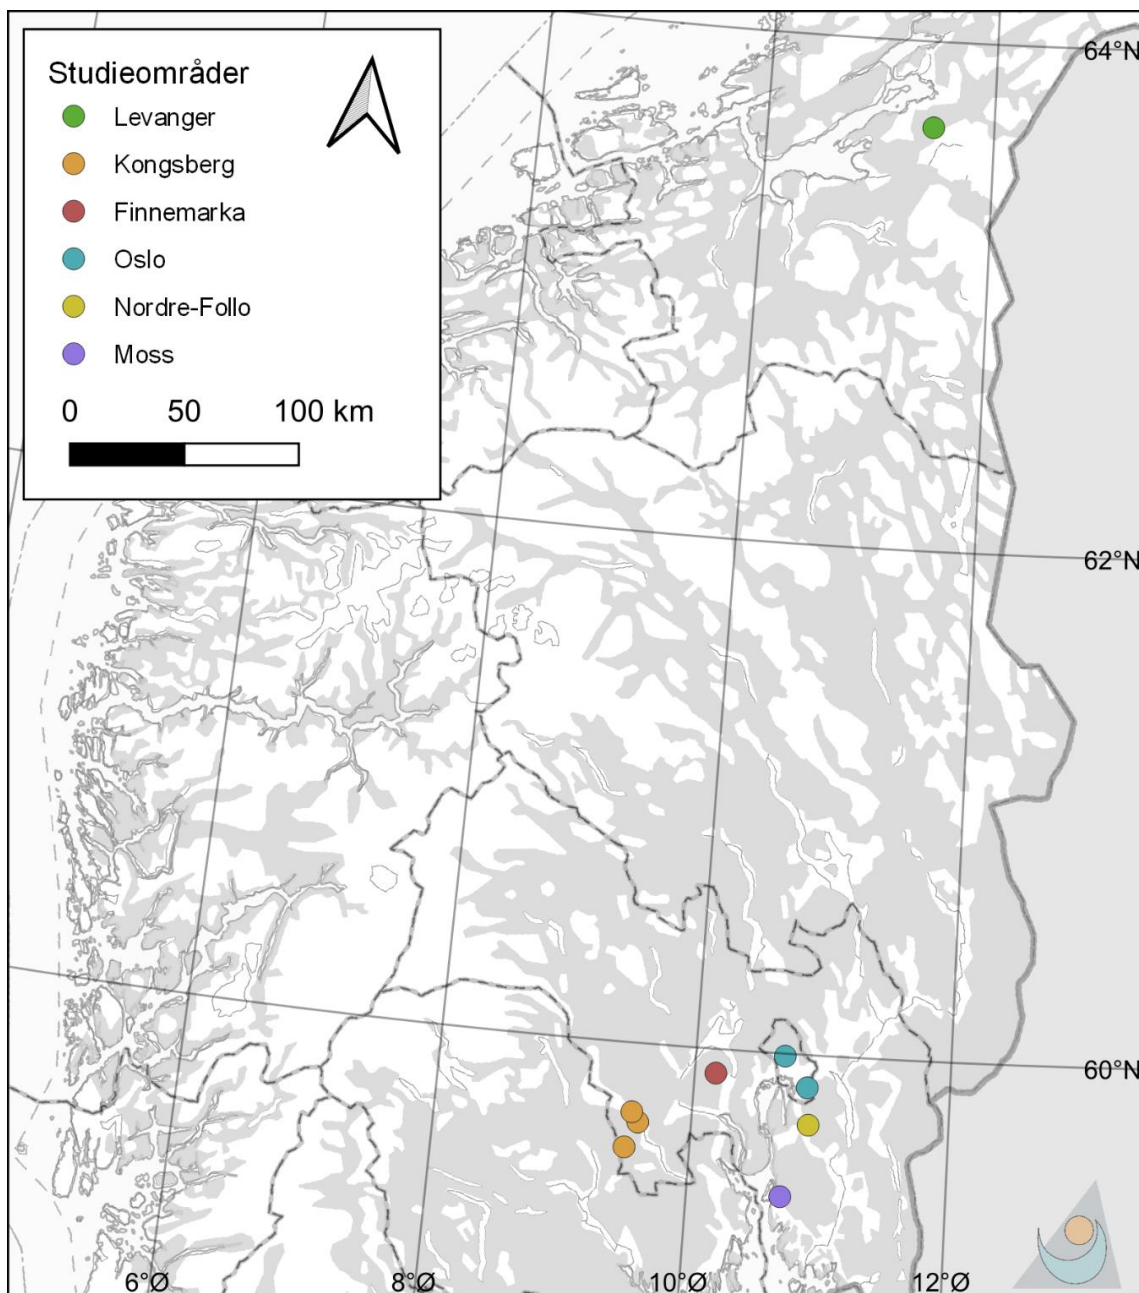 Studieområder
Levanger
Kongsberg
Finnemarka
Oslo
Nordre-Follo
Moss
0 50 100 km
64°N
62°N
60°N
6°Ø 8°Ø 10°Ø 12°Ø